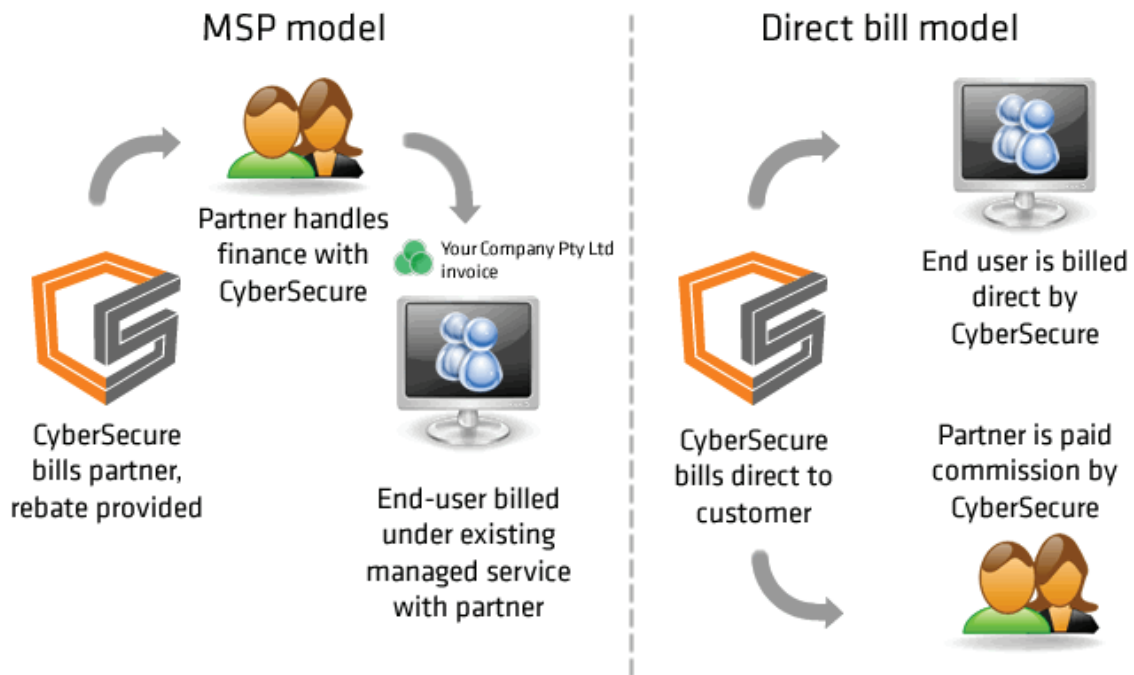 MSP model
Partner handles
finance with
CyberSecure
Your Company Pty Ltd
invoice
CyberSecure
bills partner,
rebate provided
End-user billed
under existing
managed service
with partner
Direct bill model
End user is billed
direct by
CyberSecure
CyberSecure
bills direct to
customer
Partner is paid
commission by
CyberSecure